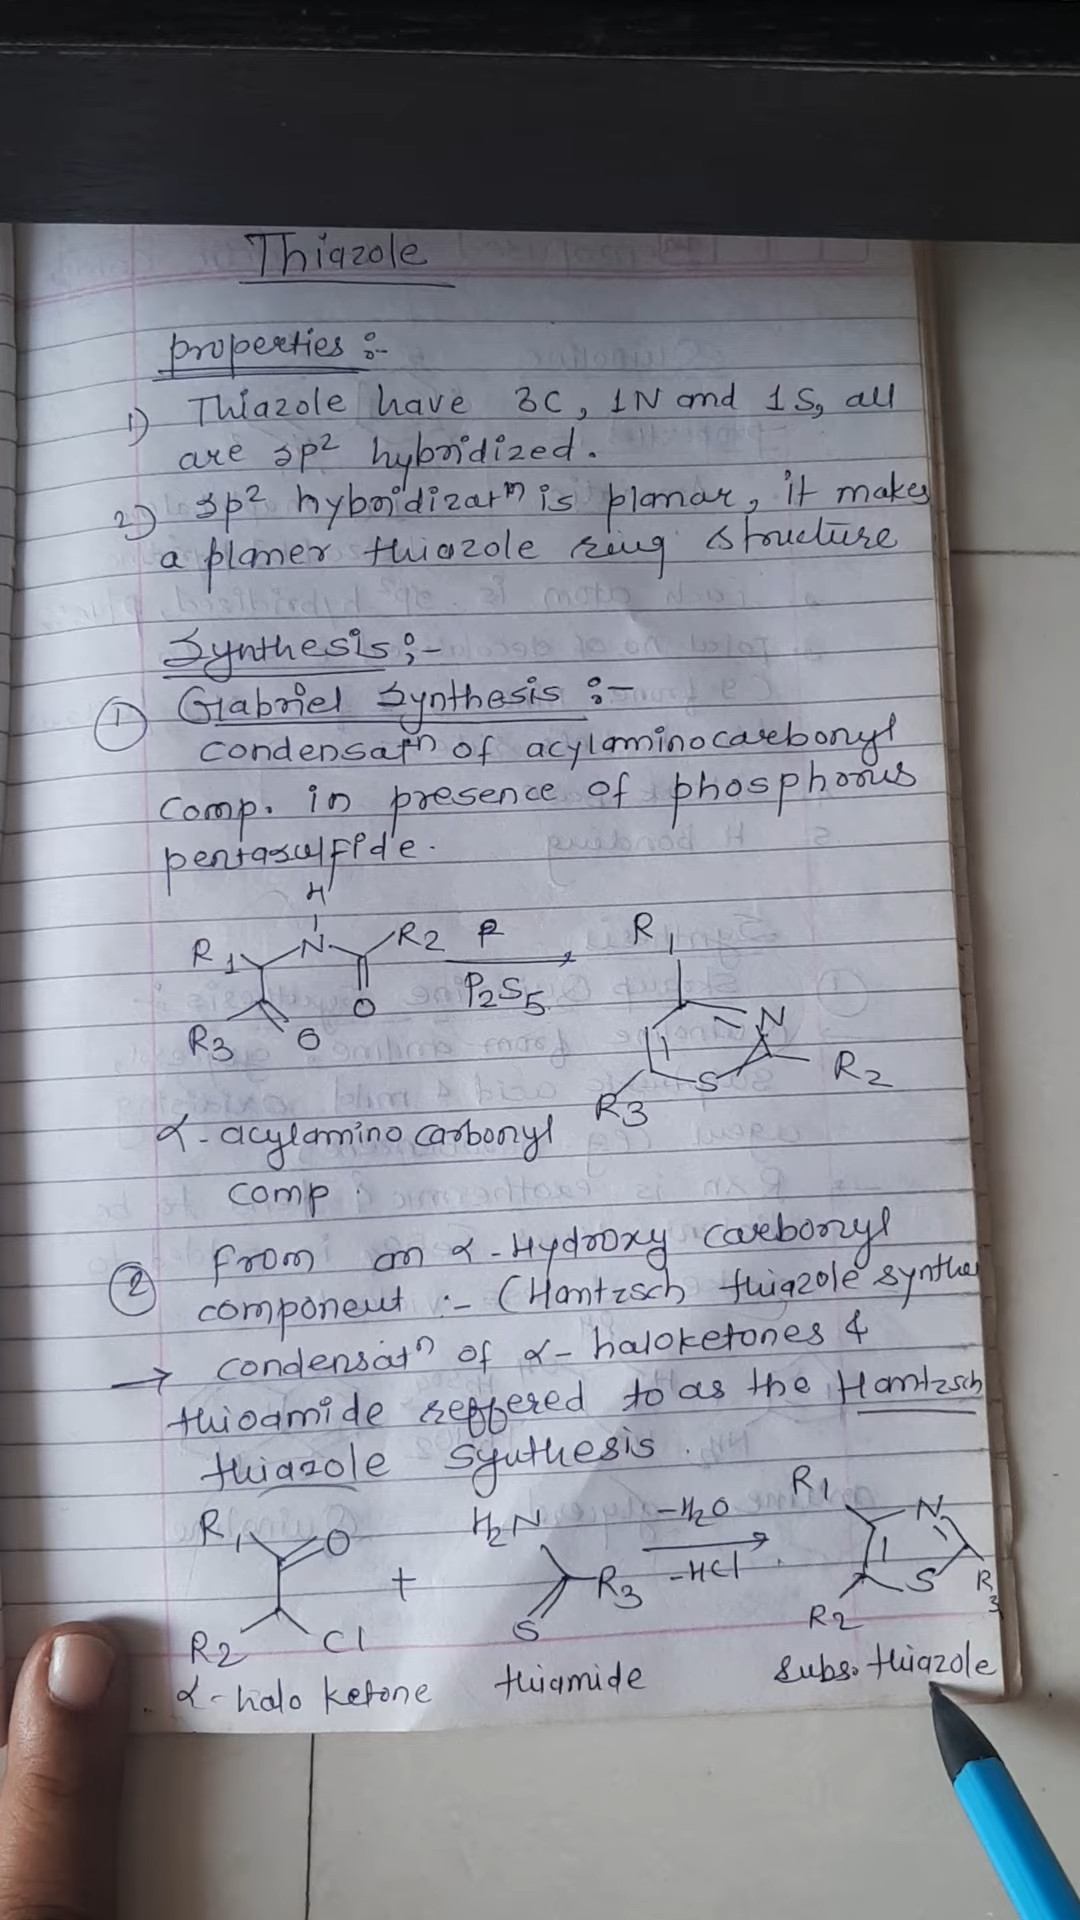 Thiazole
properties :-
1) Thiazole have 3C, 1N and 1S, all
are sp² hybridized.
2) sp² hybridizatⁿ is planar, it makes
a planer thiazole ring structure
Synthesis :-
① Gabriel Synthesis :-
condensatⁿ of acylaminocarbonyl
comp. in presence of phosphorus
pentasulfide.
H
R1 N R2 P R1
P2S5 N
R3 O O S R2
R3
α-acylamino carbonyl
comp.
② from an α-Hydroxy carbonyl
component :- (Hantzsch thiazole synthe
→ condensatⁿ of α-haloketones &
thioamide reffered to as the Hantzsch
thiazole synthesis.
R1 O + H2N S R3 -H2O -HCl R1 N S R3 R2
R2 Cl
α-halo ketone thiamide subs. thiazole